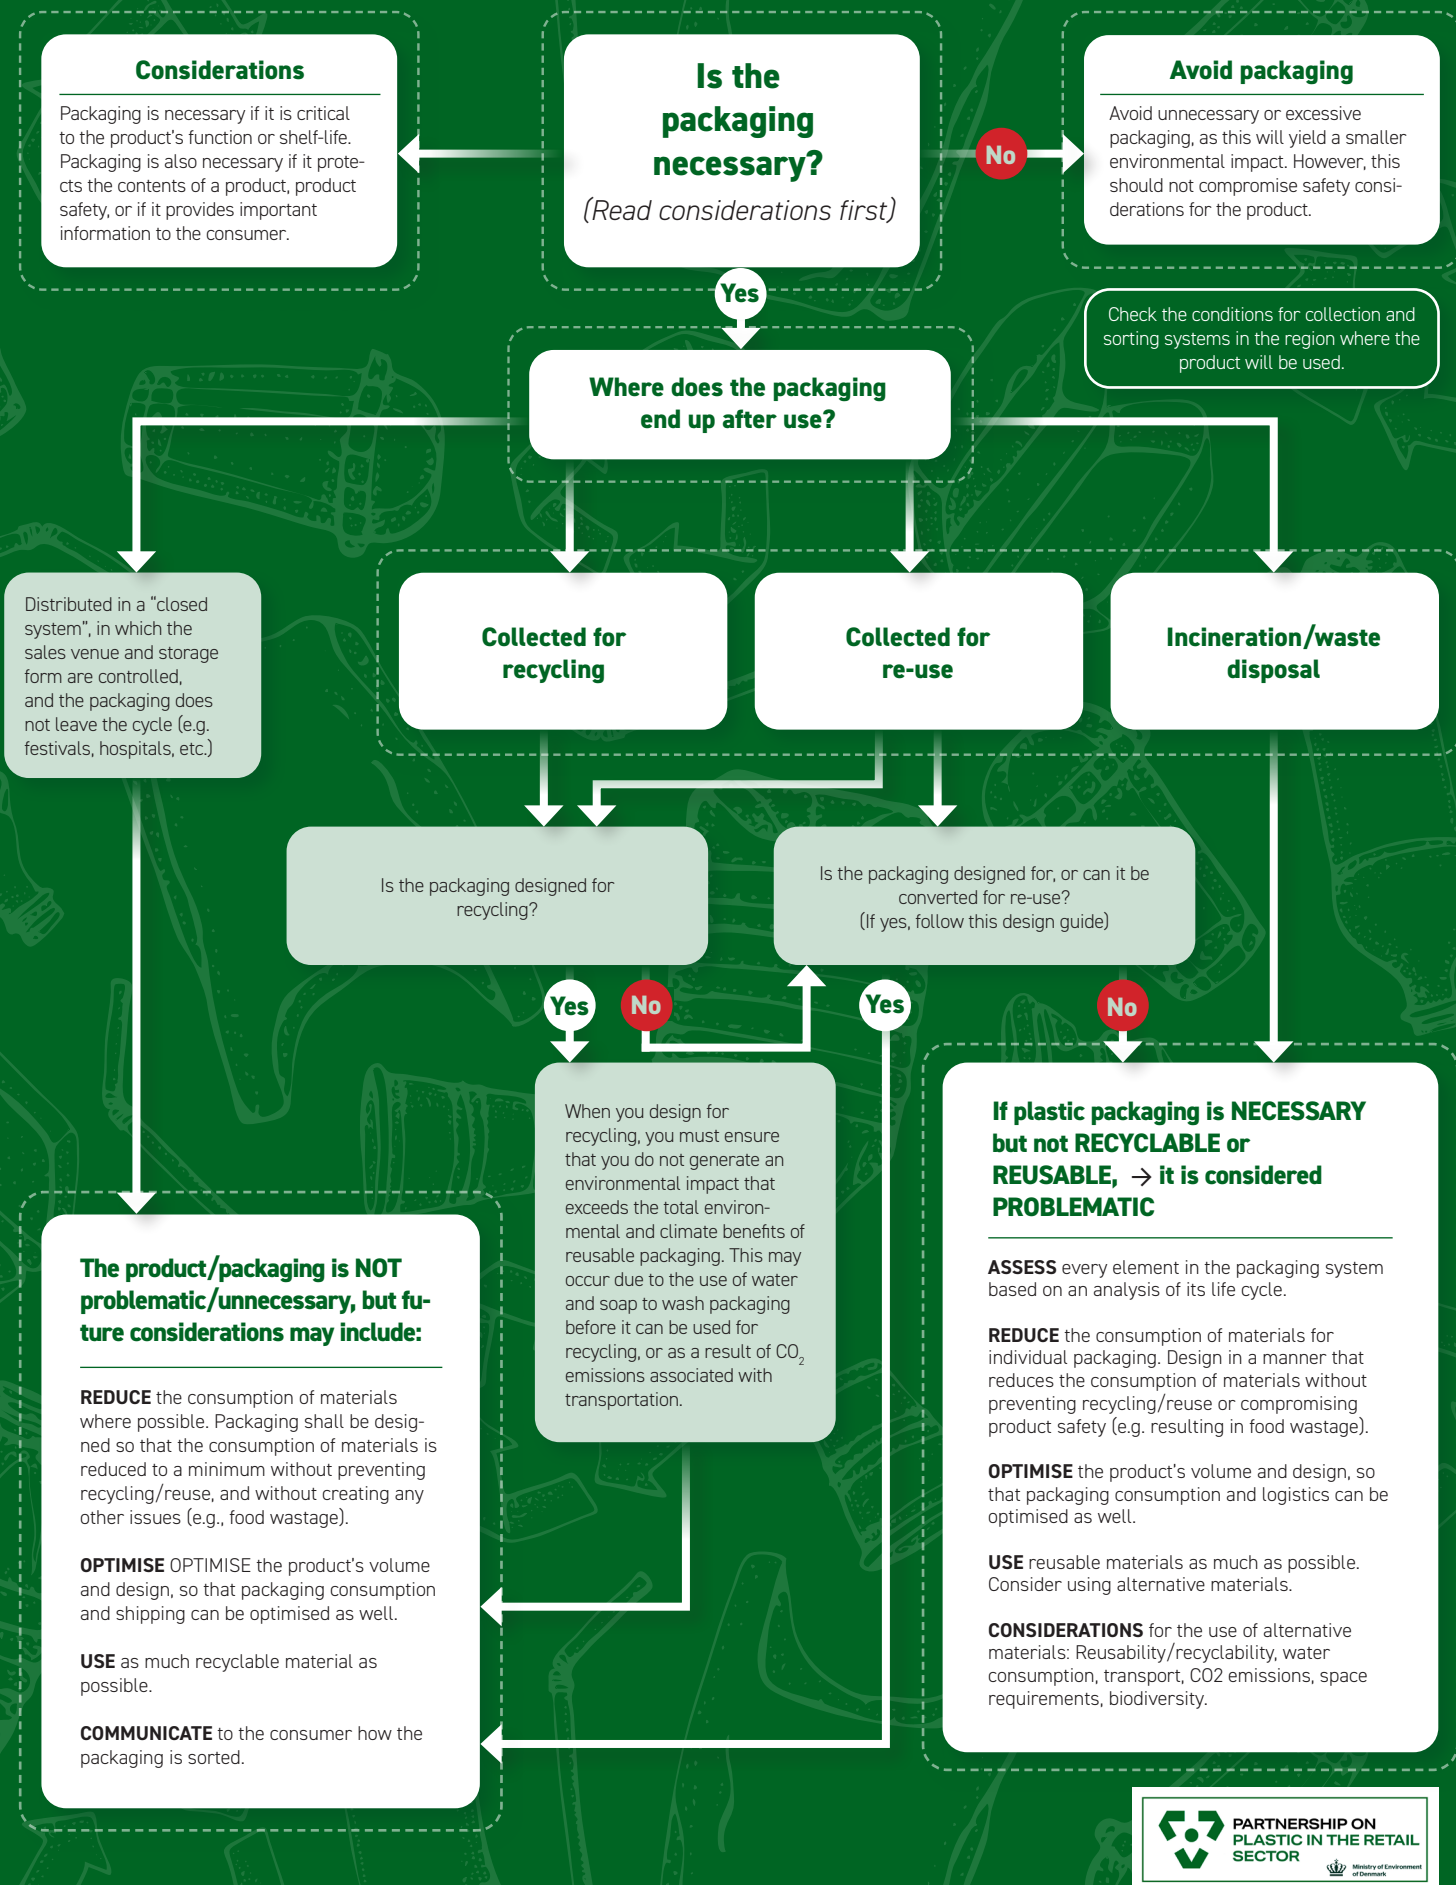 Considerations
Packaging is necessary if it is critical
to the product's function or shelf-life.
Packaging is also necessary if it prote-
cts the contents of a product, product
safety, or if it provides important
information to the consumer.
Is the
packaging
necessary?
(Read considerations first)
No
Avoid packaging
Avoid unnecessary or excessive
packaging, as this will yield a smaller
environmental impact. However, this
should not compromise safety consi-
derations for the product.
Yes
Check the conditions for collection and
sorting systems in the region where the
product will be used.
Where does the packaging
end up after use?
Distributed in a "closed
system", in which the
sales venue and storage
form are controlled,
and the packaging does
not leave the cycle (e.g.
festivals, hospitals, etc.)
Collected for
recycling
Collected for
re-use
Incineration/waste
disposal
Is the packaging designed for
recycling?
Is the packaging designed for, or can it be
converted for re-use?
(If yes, follow this design guide)
Yes
No
Yes
No
When you design for
recycling, you must ensure
that you do not generate an
environmental impact that
exceeds the total environ-
mental and climate benefits of
reusable packaging. This may
occur due to the use of water
and soap to wash packaging
before it can be used for
recycling, or as a result of CO2
emissions associated with
transportation.
The product/packaging is NOT
problematic/unnecessary, but fu-
ture considerations may include:
REDUCE the consumption of materials
where possible. Packaging shall be desig-
ned so that the consumption of materials is
reduced to a minimum without preventing
recycling/reuse, and without creating any
other issues (e.g., food wastage).
OPTIMISE OPTIMISE the product's volume
and design, so that packaging consumption
and shipping can be optimised as well.
USE as much recyclable material as
possible.
COMMUNICATE to the consumer how the
packaging is sorted.
If plastic packaging is NECESSARY
but not RECYCLABLE or
REUSABLE, → it is considered
PROBLEMATIC
ASSESS every element in the packaging system
based on an analysis of its life cycle.
REDUCE the consumption of materials for
individual packaging. Design in a manner that
reduces the consumption of materials without
preventing recycling/reuse or compromising
product safety (e.g. resulting in food wastage).
OPTIMISE the product's volume and design, so
that packaging consumption and logistics can be
optimised as well.
USE reusable materials as much as possible.
Consider using alternative materials.
CONSIDERATIONS for the use of alternative
materials: Reusability/recyclability, water
consumption, transport, CO2 emissions, space
requirements, biodiversity.
PARTNERSHIP ON
PLASTIC IN THE RETAIL
SECTOR
Ministry of Environment
of Denmark